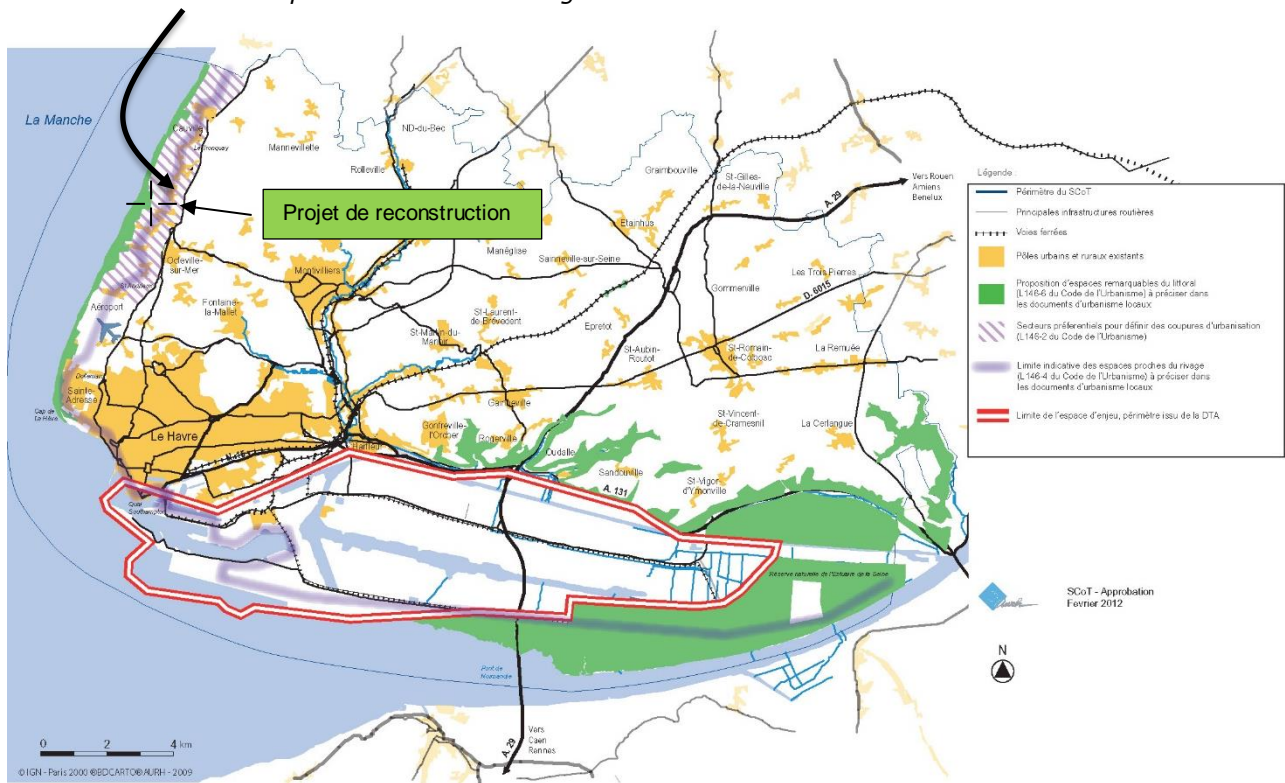 La Manche
Cauville
Mannevillette
ND-du-Bec
Rolleville
Graimbouville
St-Gilles-
de-la-Neuville
Vers Rouen
Amiens
Benelux
A. 29
Projet de reconstruction
Etainhus
Octeville-
sur-Mer
Montivilliers
Manéglise
Sainneville-sur-Seine
Les Trois Pierres
Gommerville
D. 6015
Aéroport
Fontaine-
la-Mallet
St-Laurent-
de-Brévedent
St-Martin-du-
Manoir
Epretot
St-Aubin-
Routot
St-Romain-
de-Colbosc
La Remuée
Sainte-
Adresse
Cap de
La Hève
Le Havre
Gainneville
Gonfreville-
l'Orcher
Rogerville
Harfleur
Oudalle
Sandouville
St-Vincent-
de-Cramesnil
La Cerlangue
St-Vigor-
d'Ymonville
A. 131
Réserve naturelle de l'Estuaire de la Seine
Pont de
Normandie
Vers
Caen
Rennes
A. 29
0 2 4 km
© IGN - Paris 2000 ®BDCARTO®AURH - 2009
Légende :
Périmètre du SCoT
Principales infrastructures routières
Voies ferrées
Pôles urbains et ruraux existants
Proposition d'espaces remarquables du littoral
(L146-6 du Code de l'Urbanisme) à préciser dans
les documents d'urbanisme locaux
Secteurs préférentiels pour définir des coupures d'urbanisation
(L146-2 du Code de l'Urbanisme)
Limite indicative des espaces proches du rivage
(L146-4 du Code de l'Urbanisme) à préciser dans
les documents d'urbanisme locaux
Limite de l'espace d'enjeu, périmètre issu de la DTA
SCoT - Approbation
Fevrier 2012
N